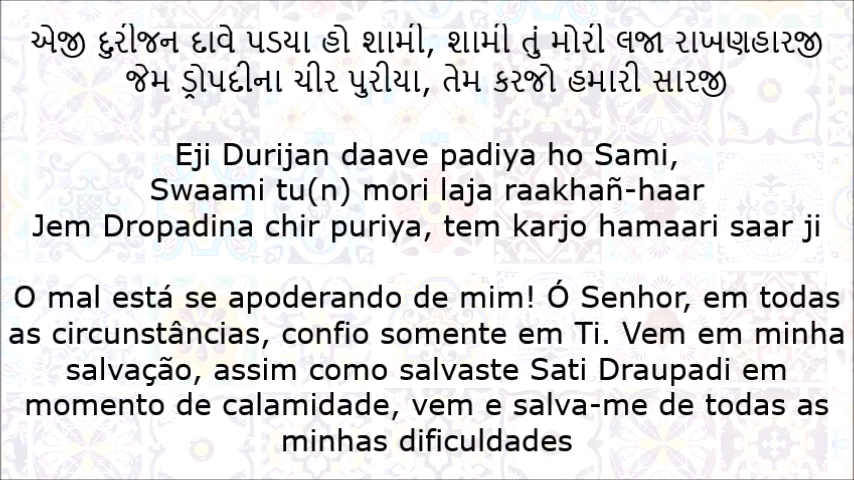 એજી દુરીજન દાવે પડયા હો શામી, શામી તું મોરી લજા રાખણહારજી
જેમ ડ્રોપદીના ચીર પુરીયા, તેમ કરજો હમારી સારજી
Eji Durijan daave padiya ho Sami,
Swaami tu(n) mori laja raakhañ-haar
Jem Dropadina chir puriya, tem karjo hamaari saar ji
O mal está se apoderando de mim! Ó Senhor, em todas
as circunstâncias, confio somente em Ti. Vem em minha
salvação, assim como salvaste Sati Draupadi em
momento de calamidade, vem e salva-me de todas as
minhas dificuldades